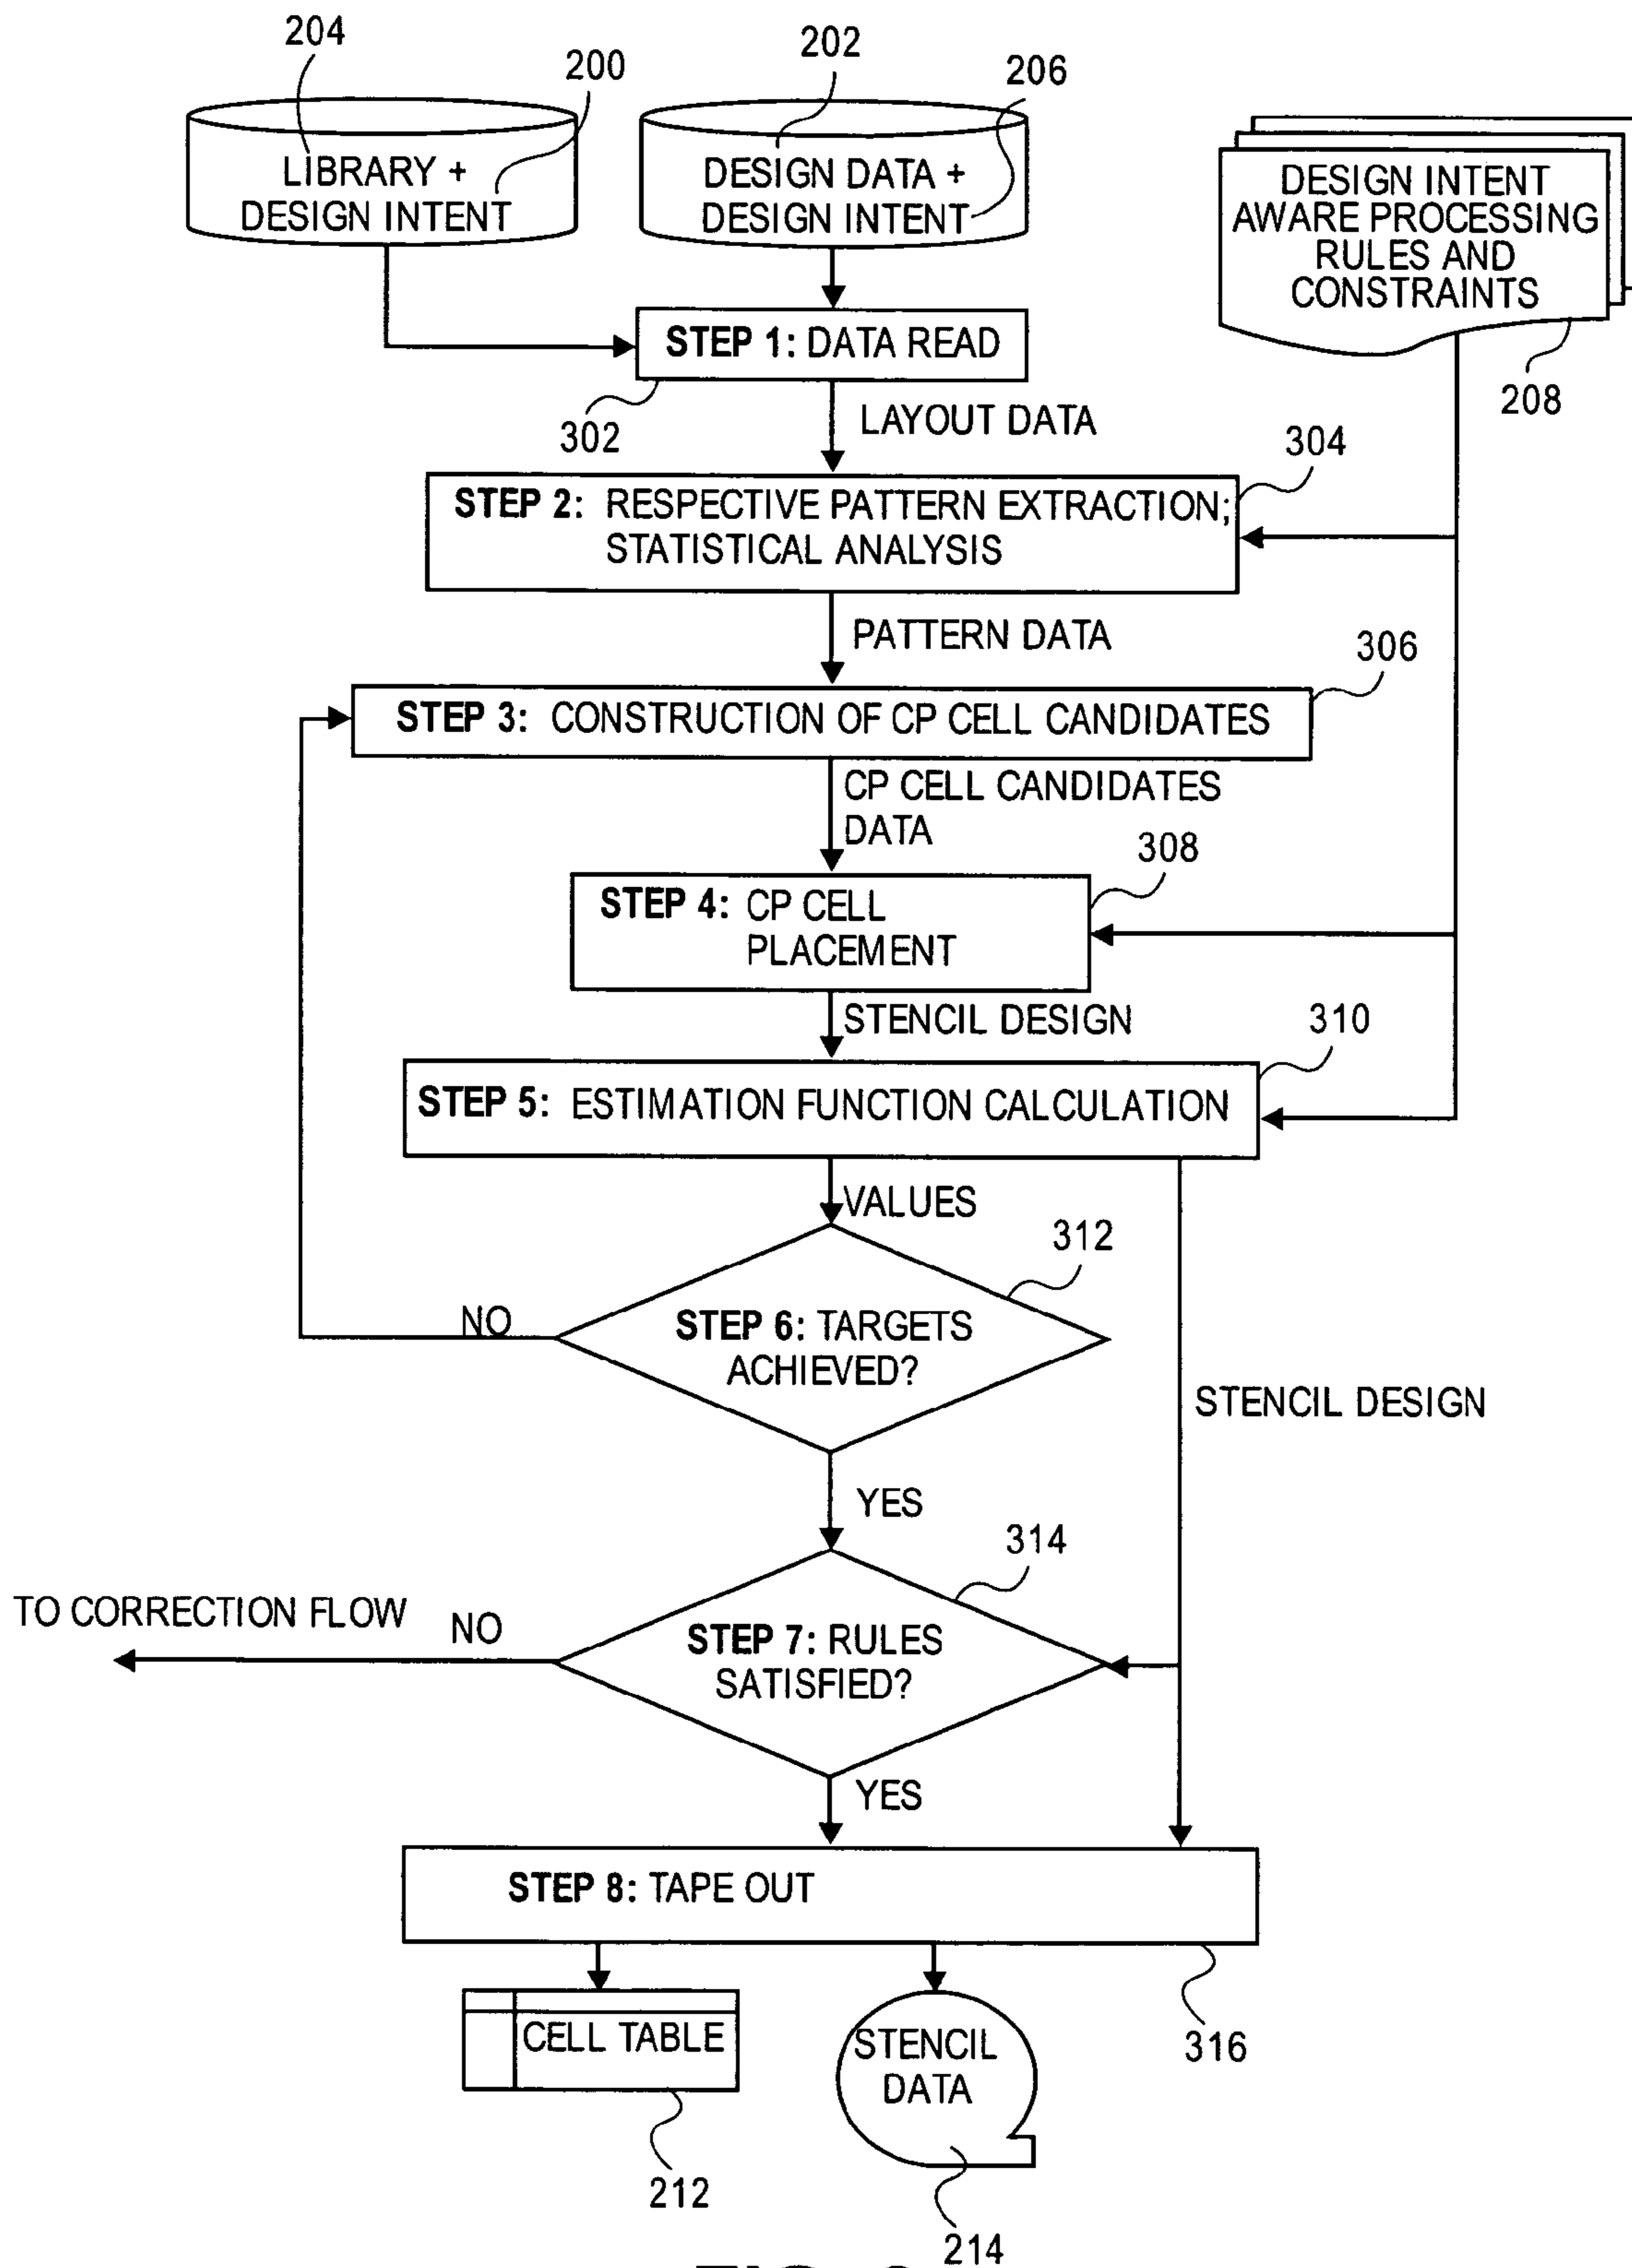 204
200
202
206
LIBRARY +
DESIGN INTENT
DESIGN DATA +
DESIGN INTENT
DESIGN INTENT
AWARE PROCESSING
RULES AND
CONSTRAINTS
208
STEP 1: DATA READ
302
LAYOUT DATA
304
STEP 2: RESPECTIVE PATTERN EXTRACTION;
STATISTICAL ANALYSIS
PATTERN DATA
306
STEP 3: CONSTRUCTION OF CP CELL CANDIDATES
CP CELL CANDIDATES
DATA
308
STEP 4: CP CELL
PLACEMENT
STENCIL DESIGN
310
STEP 5: ESTIMATION FUNCTION CALCULATION
VALUES
312
NO
STEP 6: TARGETS
ACHIEVED?
STENCIL DESIGN
YES
314
TO CORRECTION FLOW
NO
STEP 7: RULES
SATISFIED?
YES
STEP 8: TAPE OUT
316
CELL TABLE
STENCIL
DATA
212
214